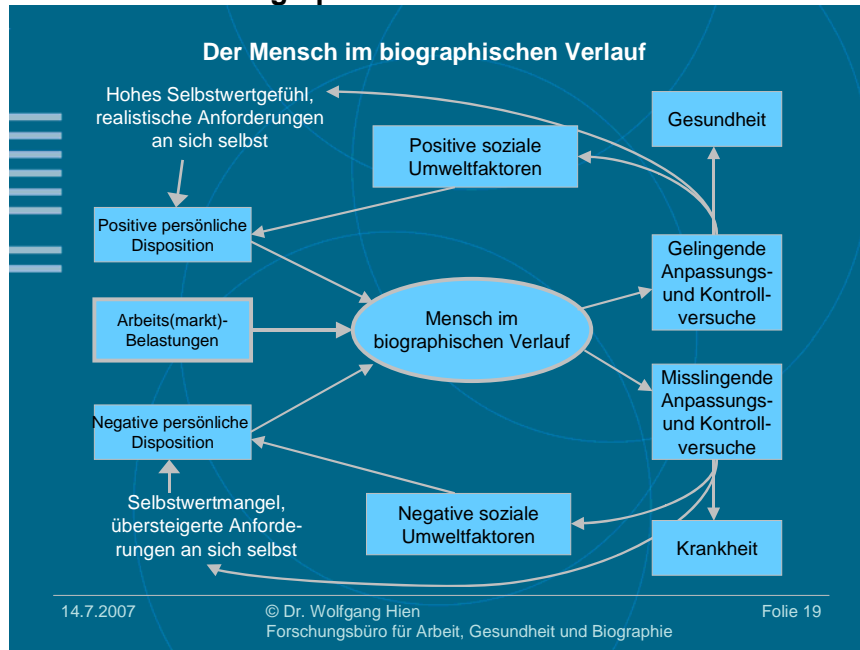 Der Mensch im biographischen Verlauf
Hohes Selbstwertgefühl,
realistische Anforderungen
an sich selbst
Positive soziale
Umweltfaktoren
Gesundheit
Positive persönliche
Disposition
Gelingende
Anpassungs-
und Kontroll-
versuche
Arbeits(markt)-
Belastungen
Mensch im
biographischen Verlauf
Misslingende
Anpassungs-
und Kontroll-
versuche
Negative persönliche
Disposition
Selbstwertmangel,
übersteigerte Anforde-
rungen an sich selbst
Negative soziale
Umweltfaktoren
Krankheit
14.7.2007
© Dr. Wolfgang Hien
Forschungsbüro für Arbeit, Gesundheit und Biographie
Folie 19